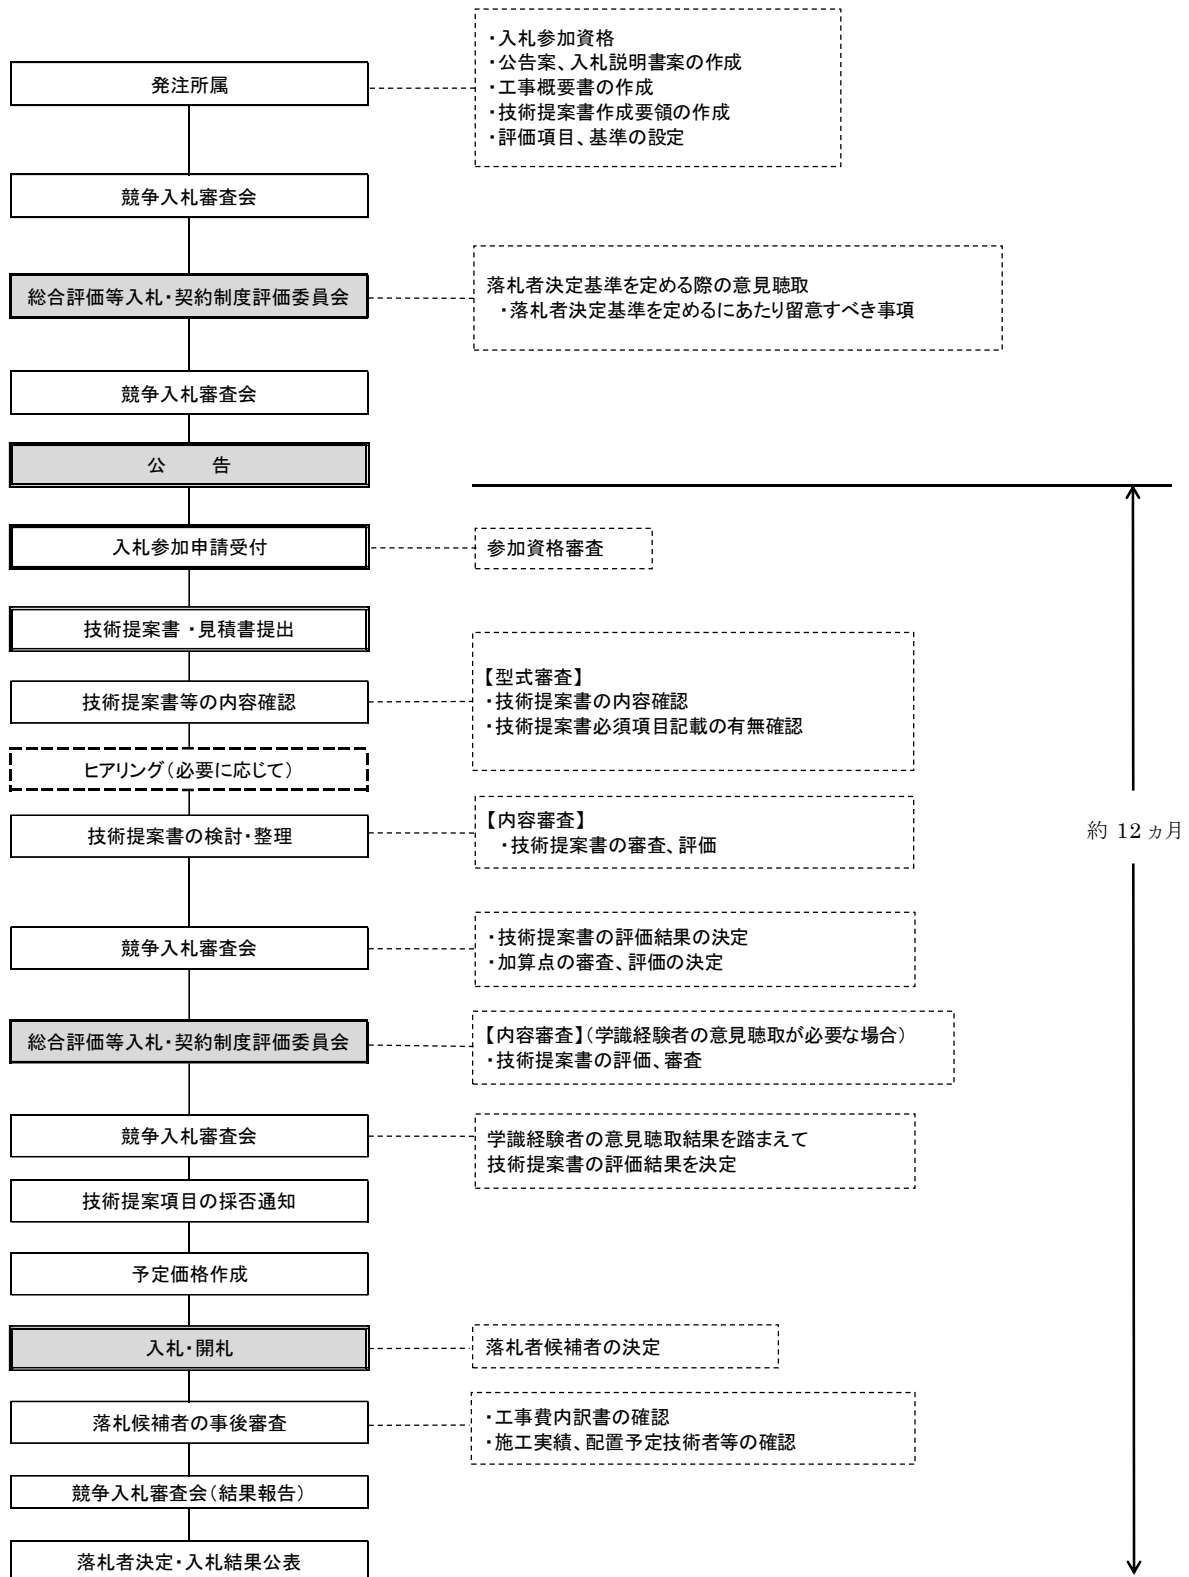 発注所属
・入札参加資格
・公告案、入札説明書案の作成
・工事概要書の作成
・技術提案書作成要領の作成
・評価項目、基準の設定
競争入札審査会
総合評価等入札・契約制度評価委員会
落札者決定基準を定める際の意見聴取
・落札者決定基準を定めるにあたり留意すべき事項
競争入札審査会
公 告
入札参加申請受付
参加資格審査
技術提案書・見積書提出
技術提案書等の内容確認
【型式審査】
・技術提案書の内容確認
・技術提案書必須項目記載の有無確認
ヒアリング（必要に応じて）
技術提案書の検討・整理
【内容審査】
・技術提案書の審査、評価
約 12 ヵ月
競争入札審査会
・技術提案書の評価結果の決定
・加算点の審査、評価の決定
総合評価等入札・契約制度評価委員会
【内容審査】（学識経験者の意見聴取が必要な場合）
・技術提案書の評価、審査
競争入札審査会
学識経験者の意見聴取結果を踏まえて
技術提案書の評価結果を決定
技術提案項目の採否通知
予定価格作成
入札・開札
落札者候補者の決定
落札候補者の事後審査
・工事費内訳書の確認
・施工実績、配置予定技術者等の確認
競争入札審査会（結果報告）
落札者決定・入札結果公表